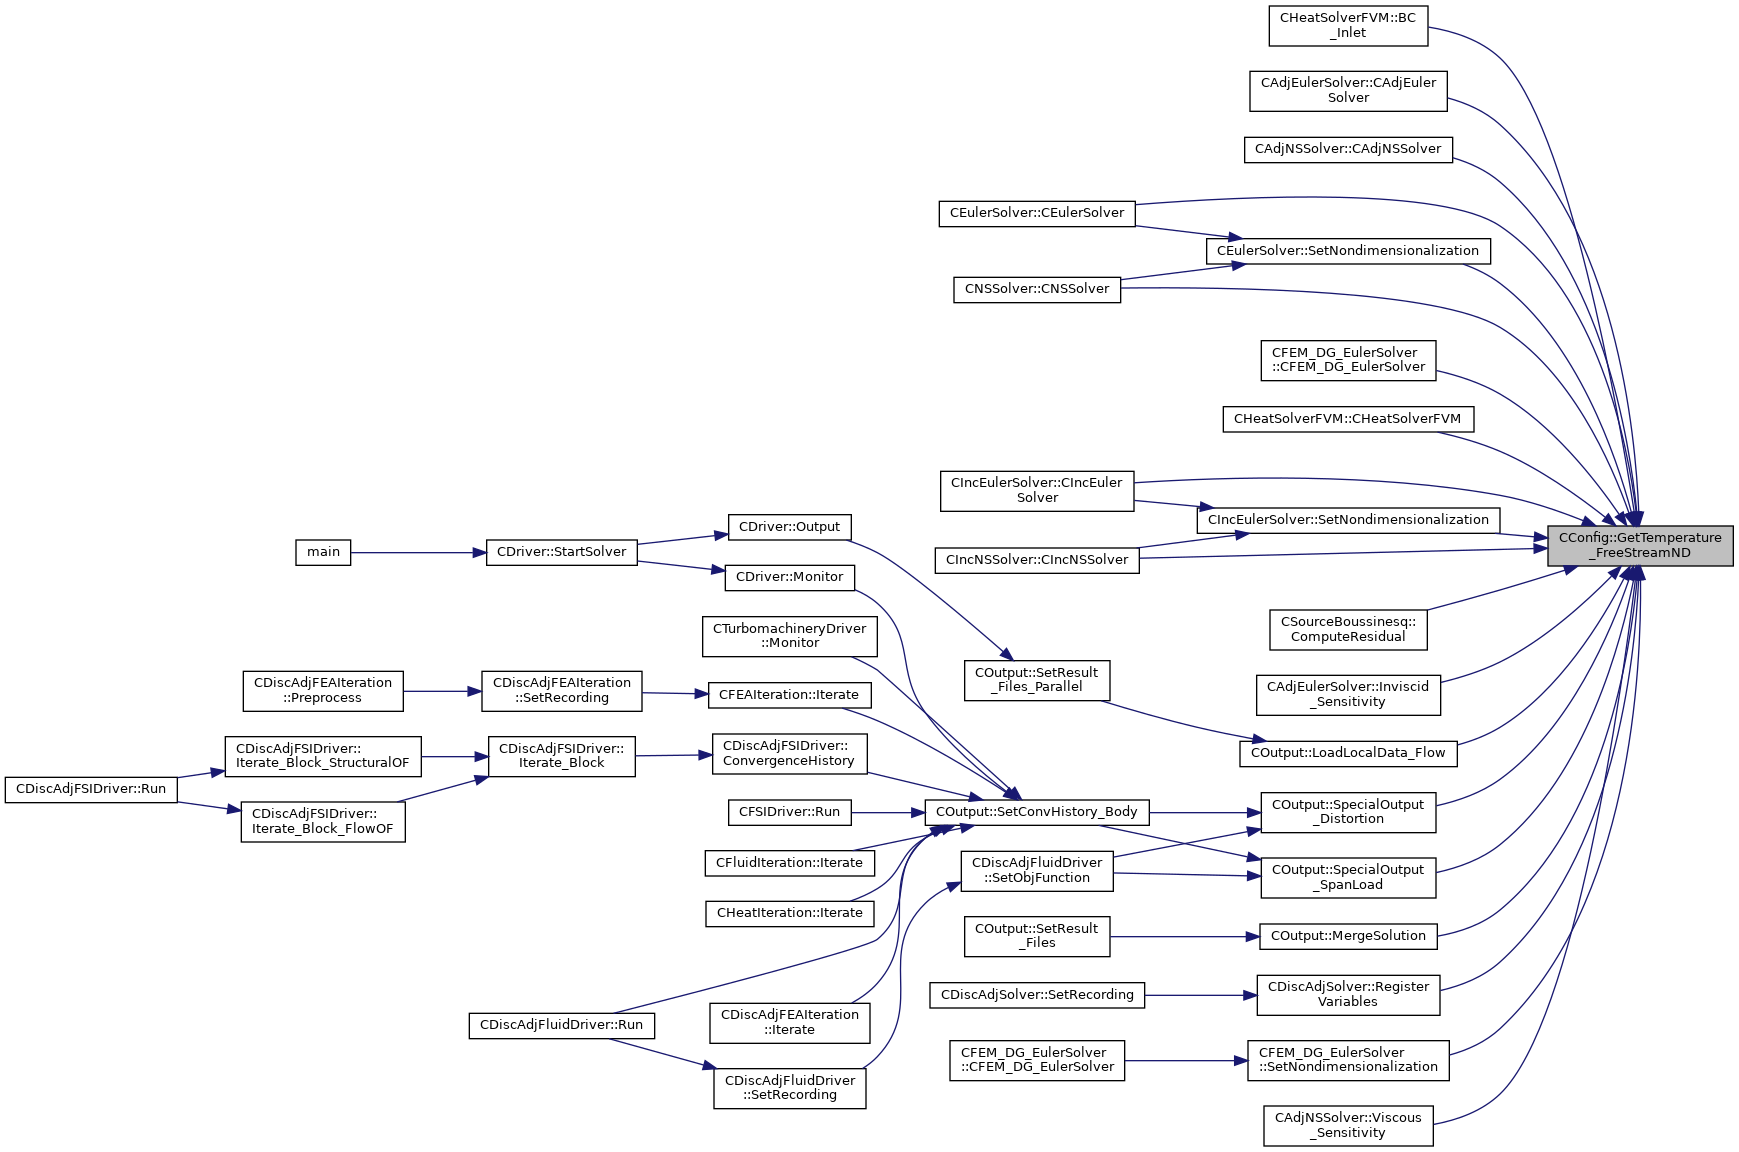 CHeatSolverFVM::BC
_Inlet
CAdjEulerSolver::CAdjEuler
Solver
CAdjNSSolver::CAdjNSSolver
CEulerSolver::CEulerSolver
CEulerSolver::SetNondimensionalization
CNSSolver::CNSSolver
CFEM_DG_EulerSolver
::CFEM_DG_EulerSolver
CHeatSolverFVM::CHeatSolverFVM
CIncEulerSolver::CIncEuler
Solver
CIncEulerSolver::SetNondimensionalization
CIncNSSolver::CIncNSSolver
CConfig::GetTemperature
_FreeStreamND
CDriver::Output
main
CDriver::StartSolver
CDriver::Monitor
CSourceBoussinesq::
ComputeResidual
CTurbomachineryDriver
::Monitor
COutput::SetResult
_Files_Parallel
CAdjEulerSolver::Inviscid
_Sensitivity
CDiscAdjFEAIteration
::Preprocess
CDiscAdjFEAIteration
::SetRecording
CFEAIteration::Iterate
COutput::LoadLocalData_Flow
CDiscAdjFSIDriver::
Iterate_Block_StructuralOF
CDiscAdjFSIDriver::
Iterate_Block
CDiscAdjFSIDriver::
ConvergenceHistory
CDiscAdjFSIDriver::Run
CDiscAdjFSIDriver::
Iterate_Block_FlowOF
CFSIDriver::Run
COutput::SetConvHistory_Body
COutput::SpecialOutput
_Distortion
CFluidIteration::Iterate
CDiscAdjFluidDriver
::SetObjFunction
COutput::SpecialOutput
_SpanLoad
CHeatIteration::Iterate
COutput::SetResult
_Files
COutput::MergeSolution
CDiscAdjSolver::SetRecording
CDiscAdjSolver::Register
Variables
CDiscAdjFluidDriver::Run
CDiscAdjFEAIteration
::Iterate
CFEM_DG_EulerSolver
::CFEM_DG_EulerSolver
CFEM_DG_EulerSolver
::SetNondimensionalization
CDiscAdjFluidDriver
::SetRecording
CAdjNSSolver::Viscous
_Sensitivity